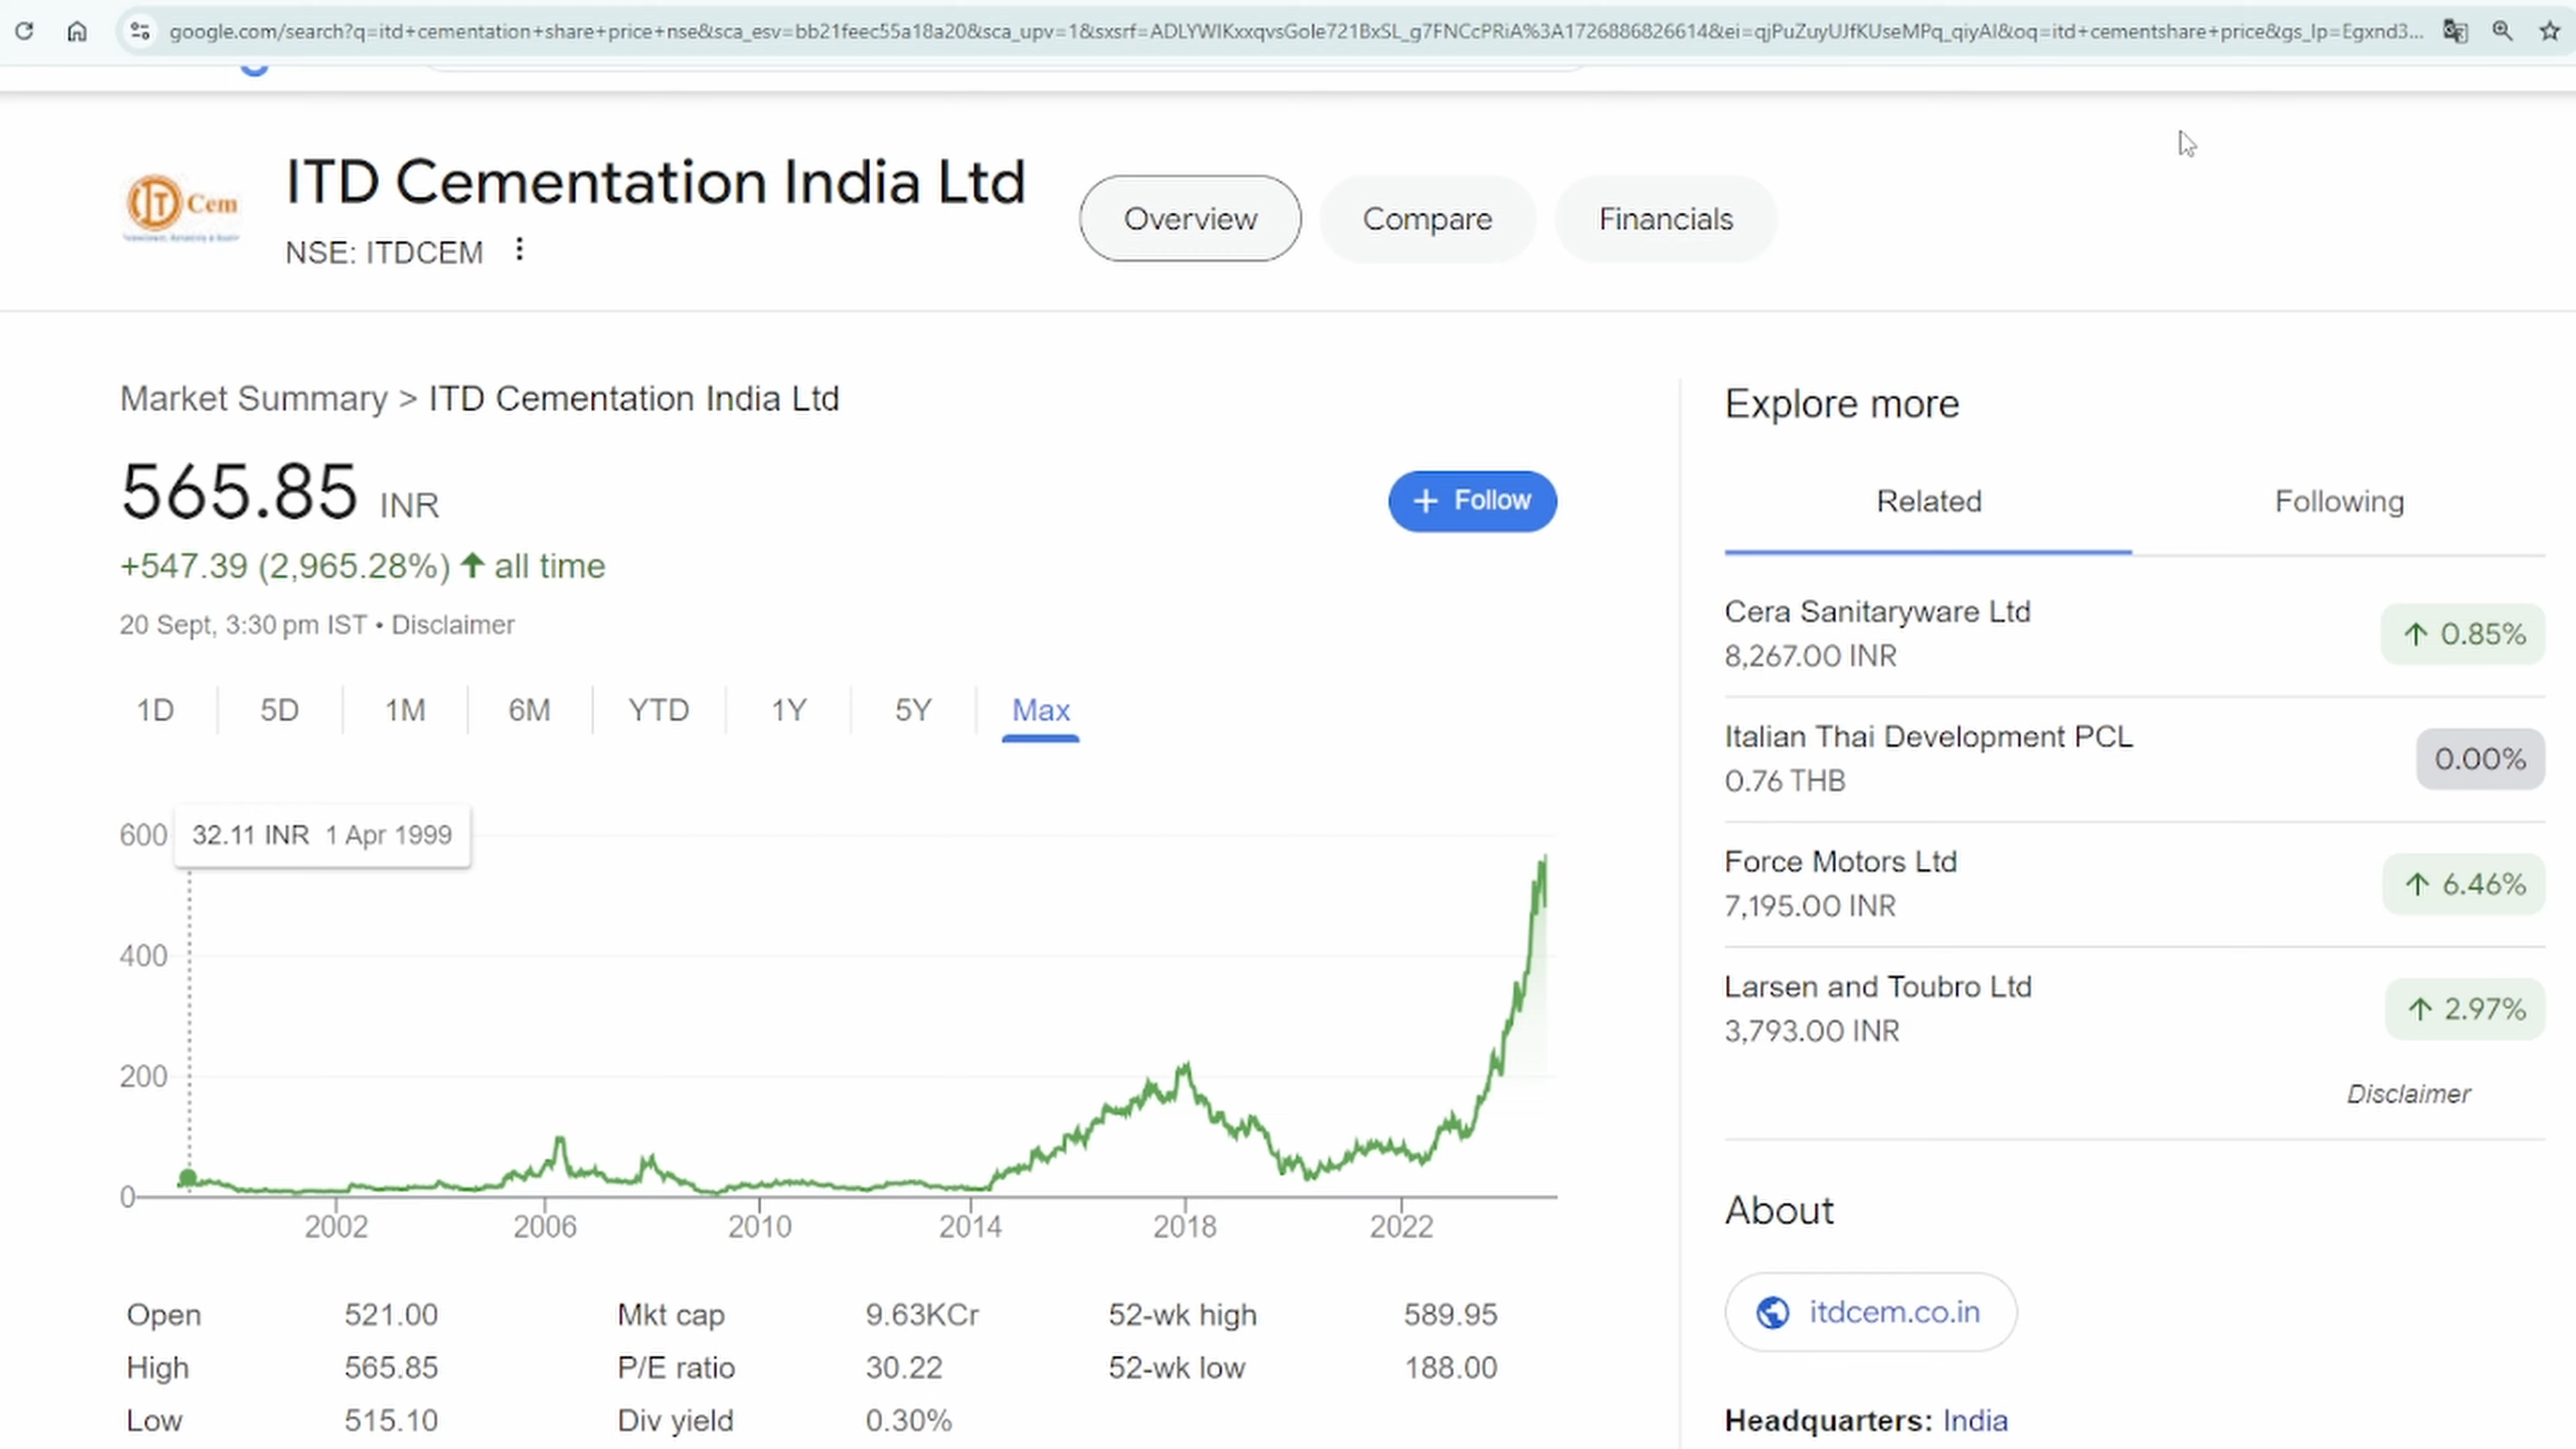 google.com/search?q=itd+cementation+share+price+nse&sca_esv=bb21feec55a18a20&sca_upv=1&sxsrf=ADLYWIKxxqvsGole721BxSL_g7FNCcPRiA%3A1726886826614&ei=qjPuZuyUJfKUseMPq_qiyAI&oq=itd+cementshare+price&gs_lp=Egxnd3...
Cem
ITD Cementation India Ltd
NSE: ITDCEM
Overview
Compare
Financials
Market Summary > ITD Cementation India Ltd
565.85 INR
+ Follow
+547.39 (2,965.28%) ↑ all time
20 Sept, 3:30 pm IST • Disclaimer
1D 5D 1M 6M YTD 1Y 5Y Max
32.11 INR 1 Apr 1999
600
400
200
0
2002 2006 2010 2014 2018 2022
Open 521.00 Mkt cap 9.63KCr 52-wk high 589.95
High 565.85 P/E ratio 30.22 52-wk low 188.00
Low 515.10 Div yield 0.30%
Explore more
Related Following
Cera Sanitaryware Ltd
8,267.00 INR
↑ 0.85%
Italian Thai Development PCL
0.76 THB
0.00%
Force Motors Ltd
7,195.00 INR
↑ 6.46%
Larsen and Toubro Ltd
3,793.00 INR
↑ 2.97%
Disclaimer
About
itdcem.co.in
Headquarters: India